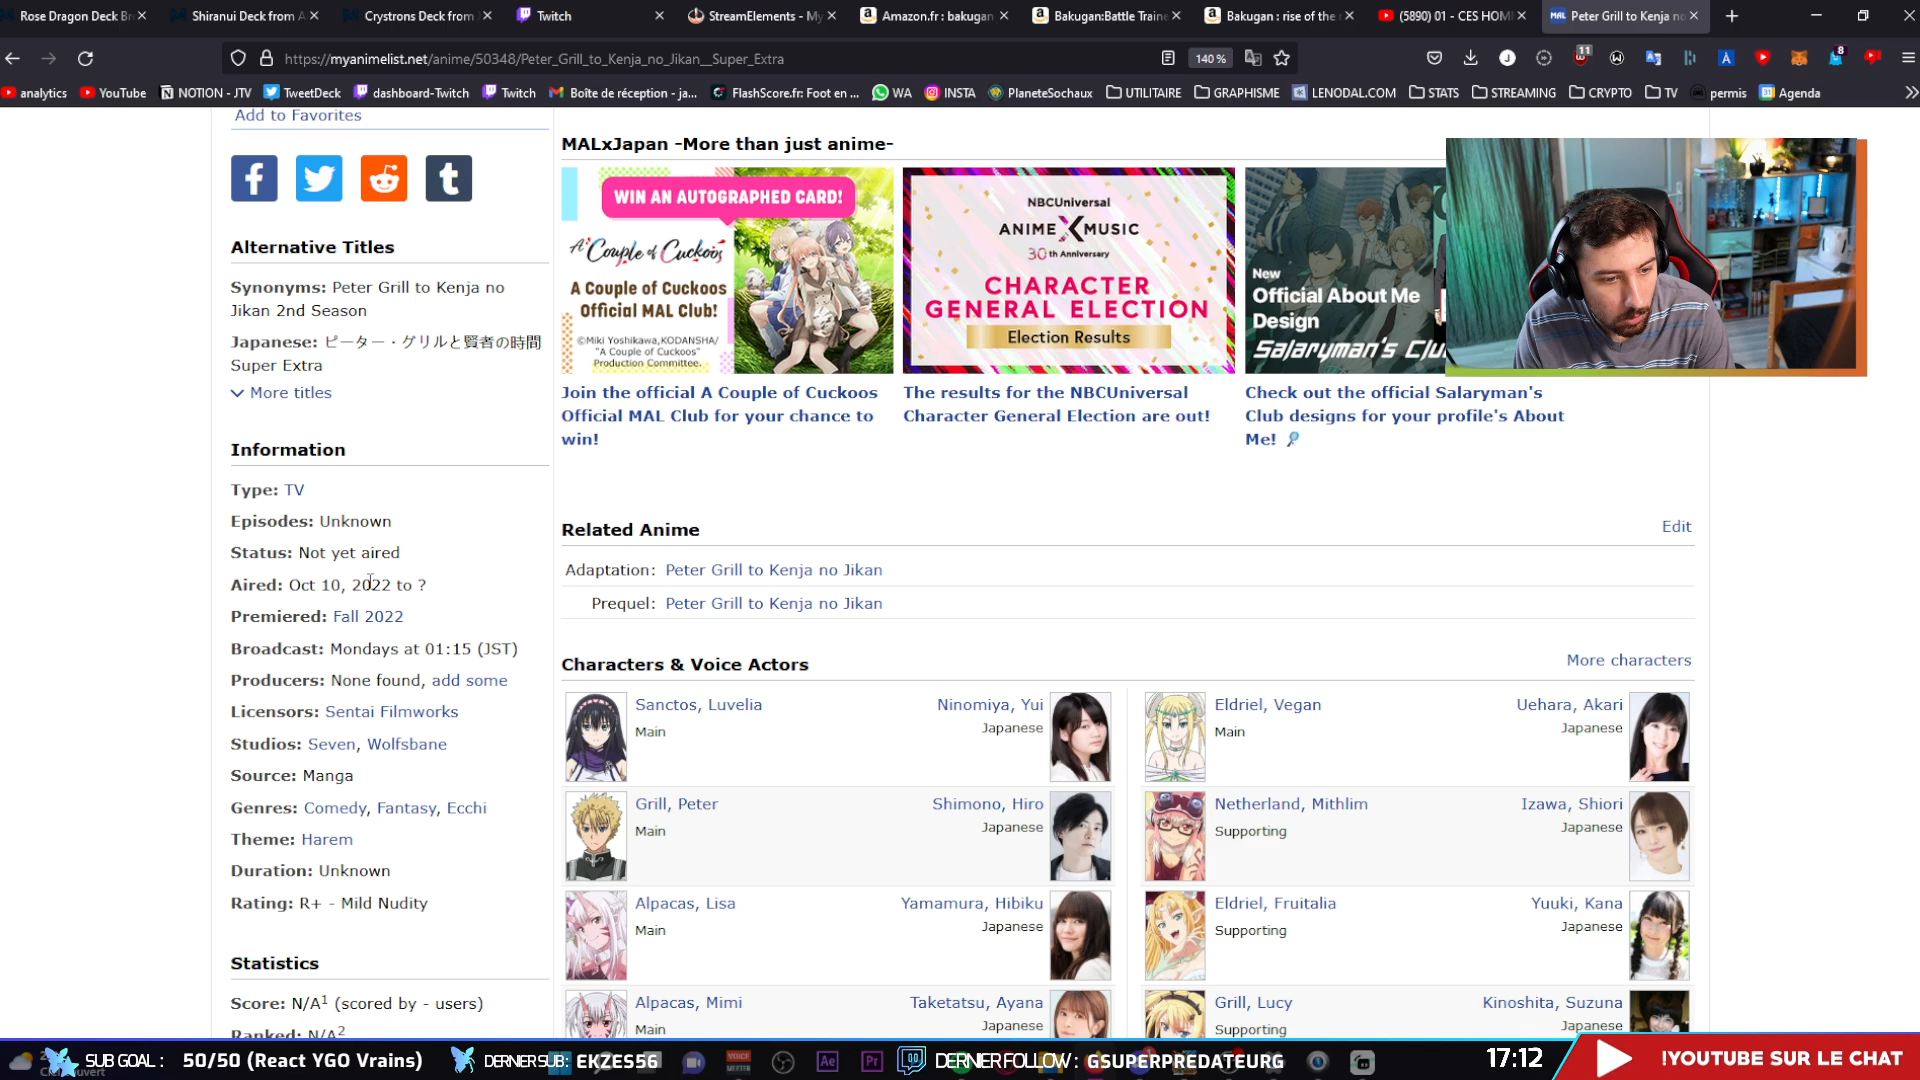 Rose Dragon Deck Br
Shiranui Deck from A
Crystrons Deck from
Twitch
StreamElements - My
Amazon.fr : bakugan
Bakugan:Battle Traine
Bakugan : rise of the
(5890) 01 - CES HOM
MAL Peter Grill to Kenja no
https://myanimelist.net/anime/50348/Peter_Grill_to_Kenja_no_Jikan__Super_Extra
140 %
11
8
analytics
YouTube
NOTION - JTV
TweetDeck
dashboard-Twitch
Twitch
Boîte de réception - ja...
FlashScore.fr: Foot en ...
WA
INSTA
PlaneteSochaux
UTILITAIRE
GRAPHISME
LENODAL.COM
STATS
STREAMING
CRYPTO
TV
permis
Agenda
Add to Favorites
Alternative Titles
Synonyms: Peter Grill to Kenja no
Jikan 2nd Season
Japanese: ピーター・グリルと賢者の時間
Super Extra
More titles
Information
Type: TV
Episodes: Unknown
Status: Not yet aired
Aired: Oct 10, 2022 to ?
Premiered: Fall 2022
Broadcast: Mondays at 01:15 (JST)
Producers: None found, add some
Licensors: Sentai Filmworks
Studios: Seven, Wolfsbane
Source: Manga
Genres: Comedy, Fantasy, Ecchi
Theme: Harem
Duration: Unknown
Rating: R+ - Mild Nudity
Statistics
Score: N/A1 (scored by - users)
Ranked: N/A2
MALxJapan -More than just anime-
WIN AN AUTOGRAPHED CARD!
A Couple of Cuckoos
A Couple of Cuckoos
Official MAL Club!
©Miki Yoshikawa,KODANSHA/
"A Couple of Cuckoos"
Production Committee.
Join the official A Couple of Cuckoos
Official MAL Club for your chance to
win!
NBCUniversal
ANIME X MUSIC
30th Anniversary
CHARACTER
GENERAL ELECTION
Election Results
The results for the NBCUniversal
Character General Election are out!
New
Official About Me
Design
Salaryman's Clu
Check out the official Salaryman's
Club designs for your profile's About
Me!
Related Anime
Edit
Adaptation: Peter Grill to Kenja no Jikan
Prequel: Peter Grill to Kenja no Jikan
Characters & Voice Actors
More characters
Sanctos, Luvelia
Main
Ninomiya, Yui
Japanese
Eldriel, Vegan
Main
Uehara, Akari
Japanese
Grill, Peter
Main
Shimono, Hiro
Japanese
Netherland, Mithlim
Supporting
Izawa, Shiori
Japanese
Alpacas, Lisa
Main
Yamamura, Hibiku
Japanese
Eldriel, Fruitalia
Supporting
Yuuki, Kana
Japanese
Alpacas, Mimi
Main
Taketatsu, Ayana
Japanese
Grill, Lucy
Supporting
Kinoshita, Suzuna
Japanese
SUB GOAL : 50/50 (React YGO Vrains)
DERNIER SUB: EKZES56
DERNIER FOLLOW : GSUPERPREDATEURG
17:12
!YOUTUBE SUR LE CHAT